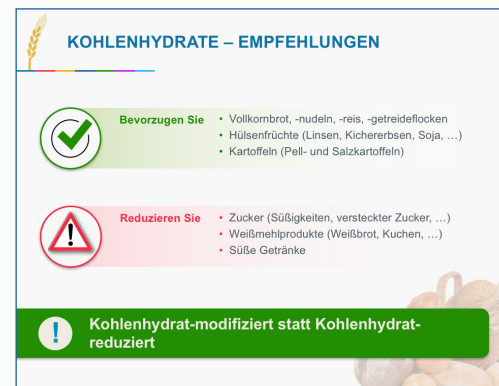 KOHLENHYDRATE – EMPFEHLUNGEN
Bevorzugen Sie
• Vollkornbrot, -nudeln, -reis, -getreideflocken
• Hülsenfrüchte (Linsen, Kichererbsen, Soja, …)
• Kartoffeln (Pell- und Salzkartoffeln)
Reduzieren Sie
• Zucker (Süßigkeiten, versteckter Zucker, …)
• Weißmehlprodukte (Weißbrot, Kuchen, …)
• Süße Getränke
Kohlenhydrat-modifiziert statt Kohlenhydrat-
reduziert